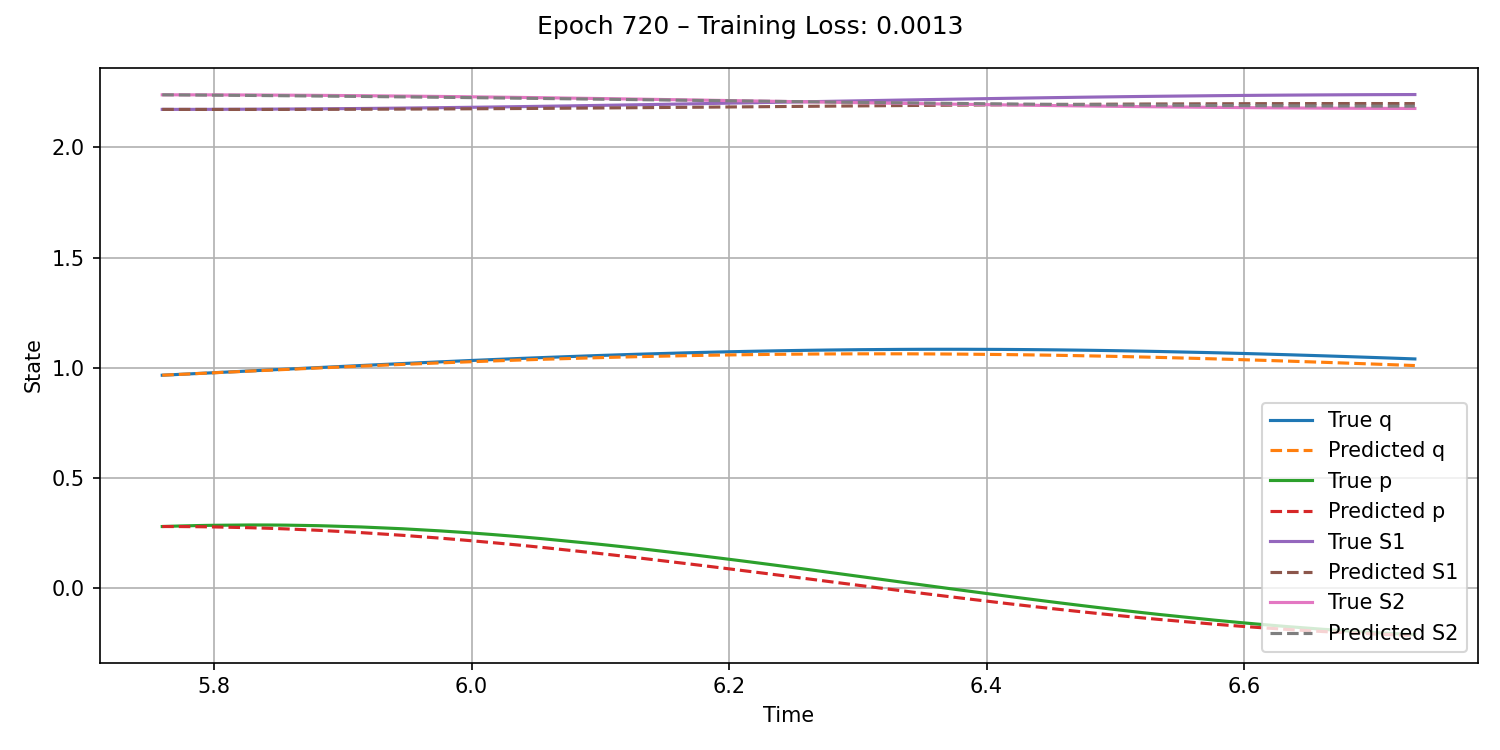 Epoch 720 – Training Loss: 0.0013
State
2.0
1.5
1.0
0.5
0.0
True q
Predicted q
True p
Predicted p
True S1
Predicted S1
True S2
Predicted S2
5.8 6.0 6.2 6.4 6.6
Time